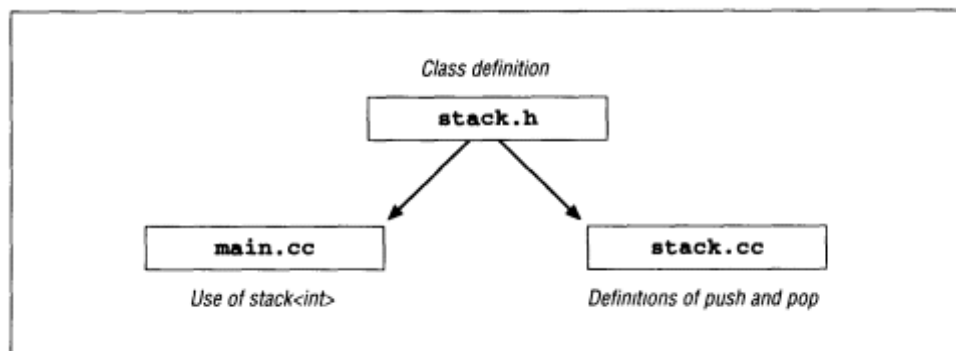 Class definition
stack.h
main.cc
stack.cc
Use of stack<int>
Definitions of push and pop